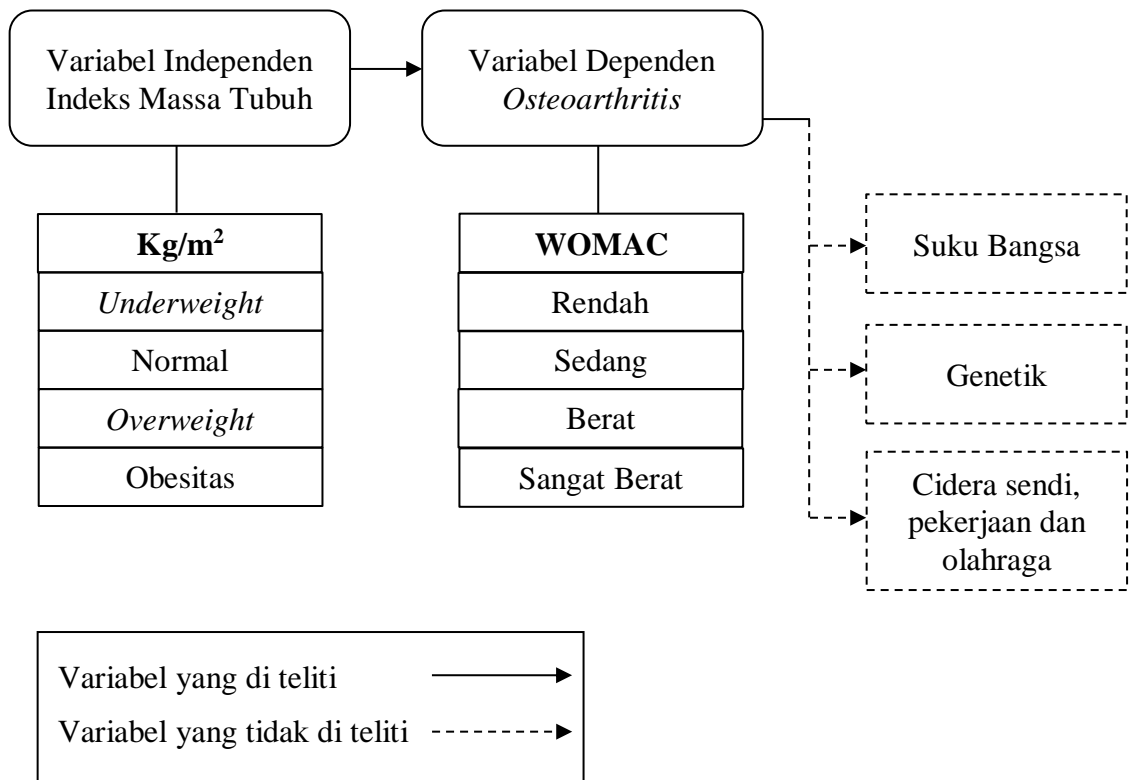 Variabel Independen
Indeks Massa Tubuh
Variabel Dependen
Osteoarthritis
Kg/m²
Underweight
Normal
Overweight
Obesitas
WOMAC
Rendah
Sedang
Berat
Sangat Berat
Suku Bangsa
Genetik
Cidera sendi,
pekerjaan dan
olahraga
Variabel yang di teliti
Variabel yang tidak di teliti